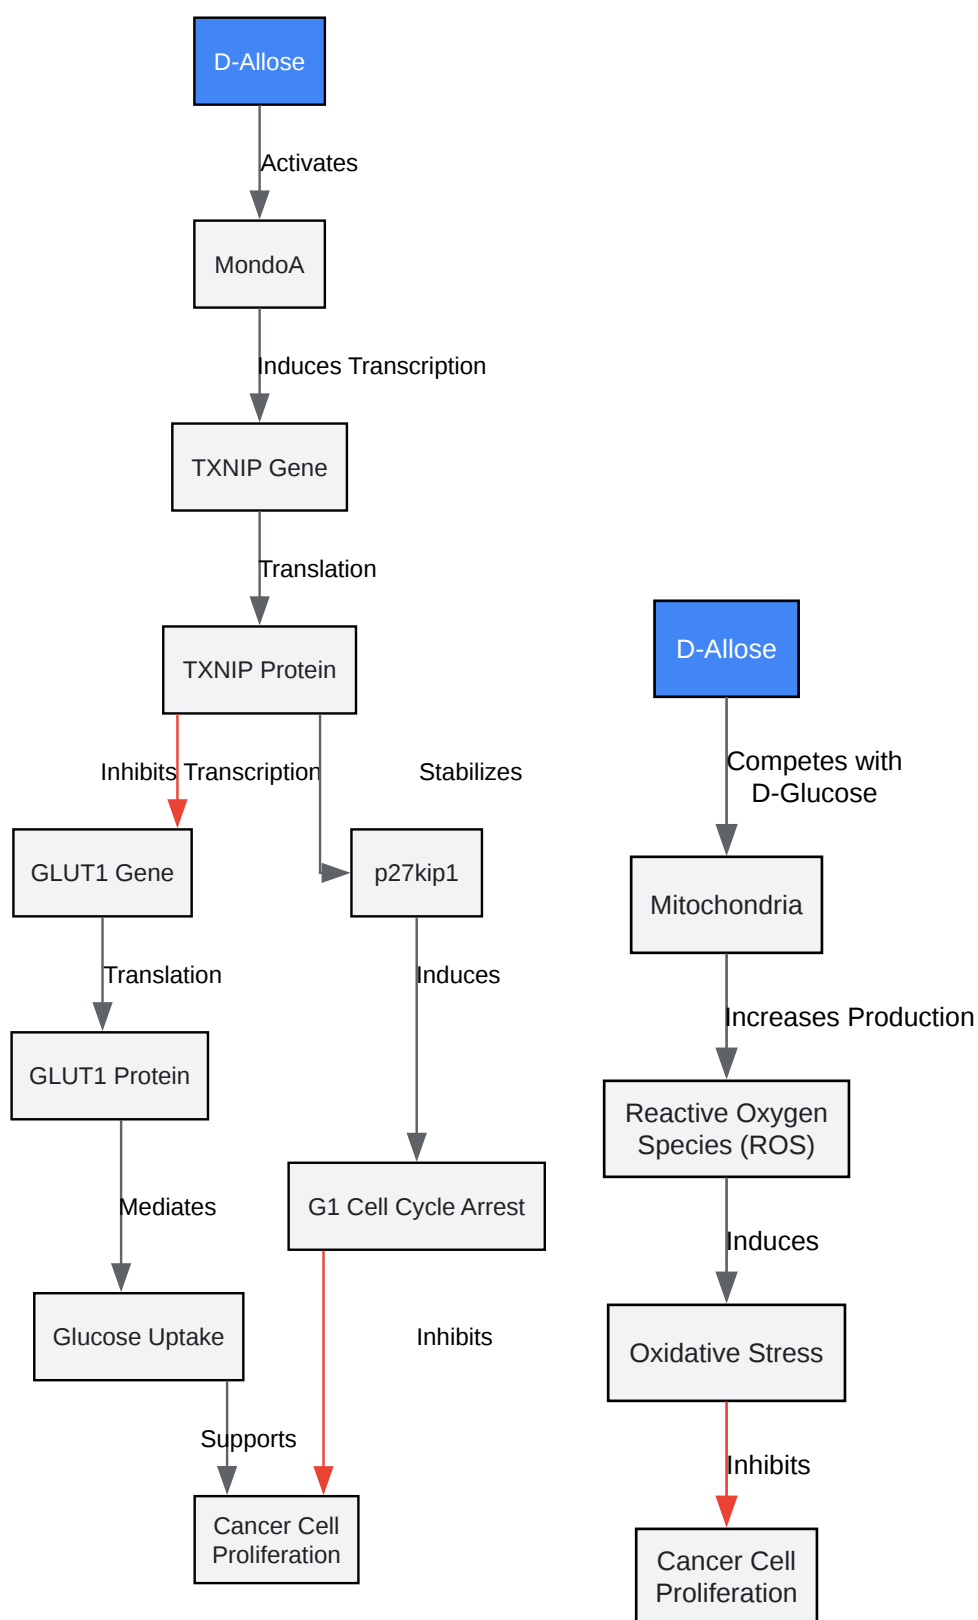 D-Allose
Activates
MondoA
Induces Transcription
TXNIP Gene
Translation
TXNIP Protein
Inhibits Transcription
Stabilizes
GLUT1 Gene
p27kip1
Translation
Induces
GLUT1 Protein
G1 Cell Cycle Arrest
Mediates
Glucose Uptake
Inhibits
Supports
Cancer Cell
Proliferation
D-Allose
Competes with
D-Glucose
Mitochondria
Increases Production
Reactive Oxygen
Species (ROS)
Induces
Oxidative Stress
Inhibits
Cancer Cell
Proliferation